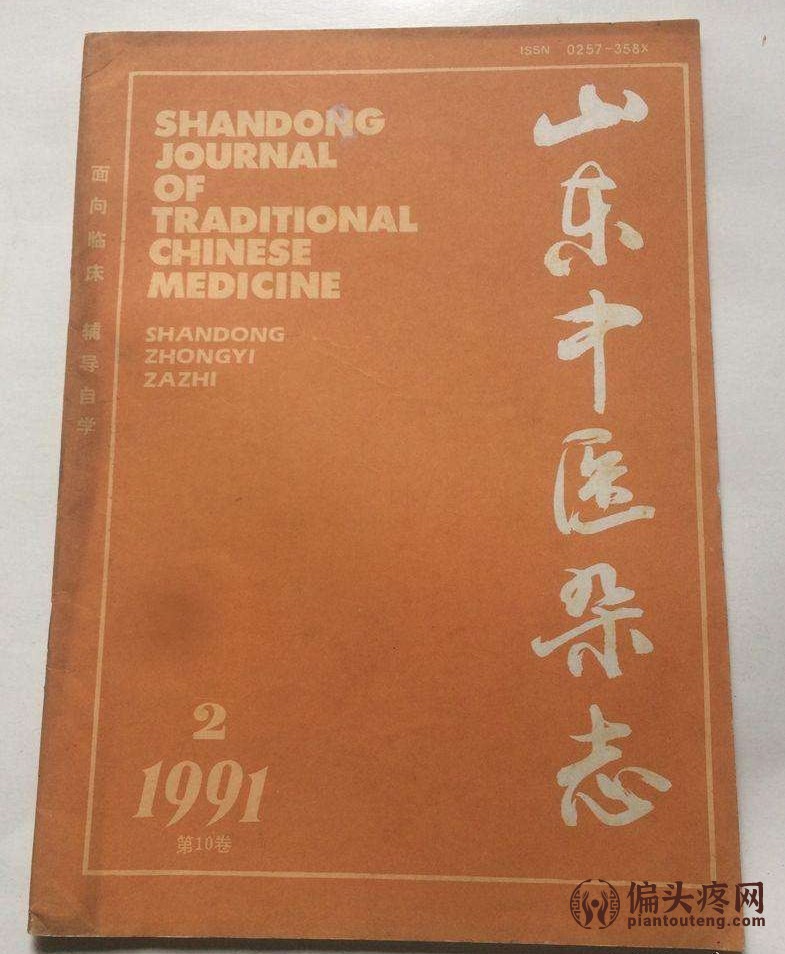 ISSN 0257-358X
SHANDONG
JOURNAL
OF
TRADITIONAL
CHINESE
MEDICINE
SHANDONG
ZHONGYI
ZAZHI
山东中医杂志
面向临床 辅导自学
2
1991
第10卷
偏头疼网
piantouteng.com